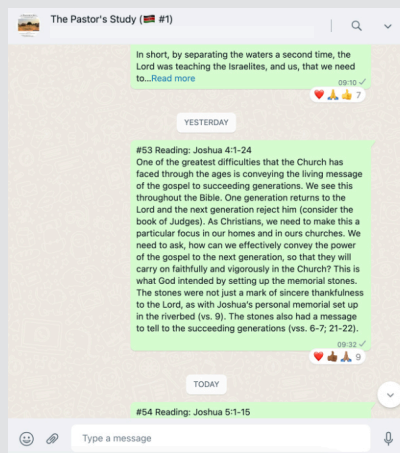 The Pastor's Study (🇰🇪 #1)
In short, by separating the waters a second time, the
Lord was teaching the Israelites, and us, that we need
to...Read more
09:10
7
YESTERDAY
#53 Reading: Joshua 4:1-24
One of the greatest difficulties that the Church has
faced through the ages is conveying the living message
of the gospel to succeeding generations. We see this
throughout the Bible. One generation returns to the
Lord and the next generation reject him (consider the
book of Judges). As Christians, we need to make this a
particular focus in our homes and in ours churches. We
need to ask, how can we effectively convey the power
of the gospel to the next generation, so that they will
carry on faithfully and vigorously in the Church? This is
what God intended by setting up the memorial stones.
The stones were not just a mark of sincere thankfulness
to the Lord, as with Joshua's personal memorial set up
in the riverbed (vs. 9). The stones also had a message
to tell to the succeeding generations (vss. 6-7; 21-22).
09:32
9
TODAY
#54 Reading: Joshua 5:1-15
Type a message